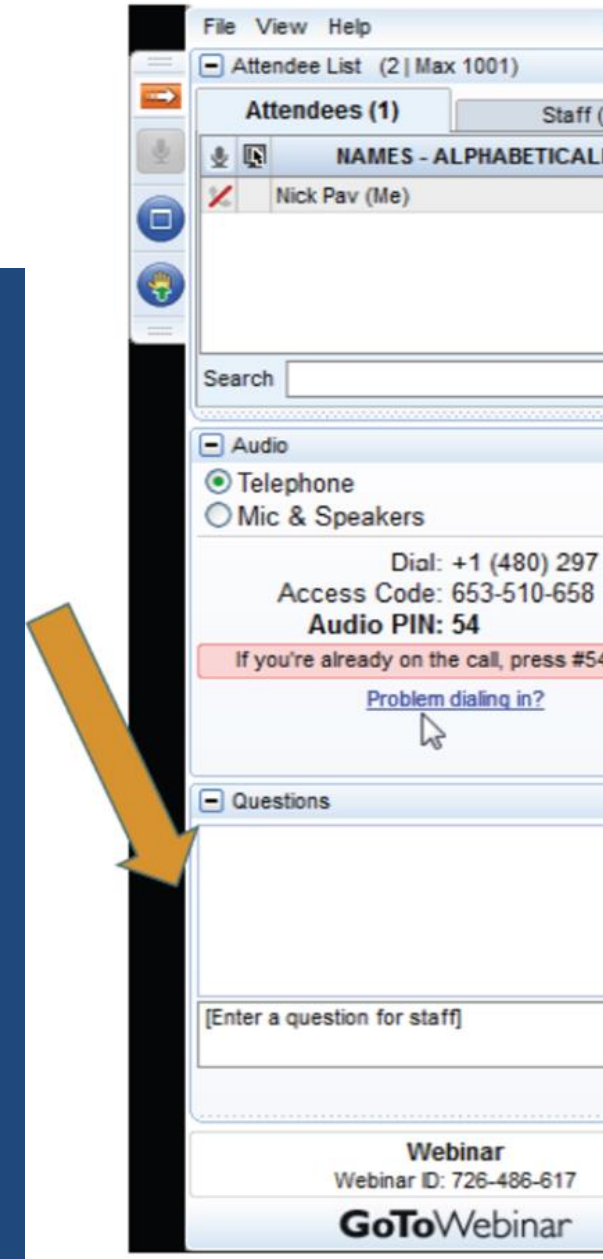 File View Help
Attendee List (2 | Max 1001)
Attendees (1) Staff (
NAMES - ALPHABETICALL
Nick Pav (Me)
Search
Audio
Telephone
Mic & Speakers
Dial: +1 (480) 297
Access Code: 653-510-658
Audio PIN: 54
If you're already on the call, press #54
Problem dialing in?
Questions
[Enter a question for staff]
Webinar
Webinar ID: 726-486-617
GoToWebinar